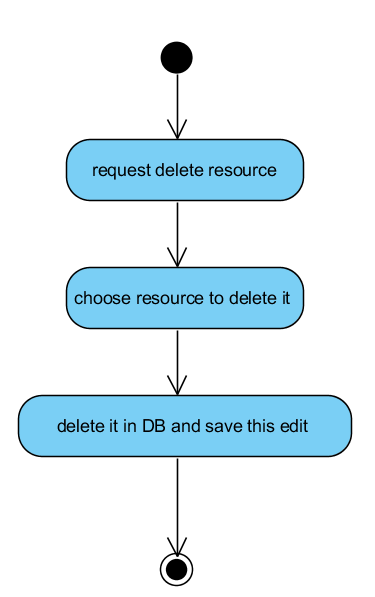 request delete resource
choose resource to delete it
delete it in DB and save this edit